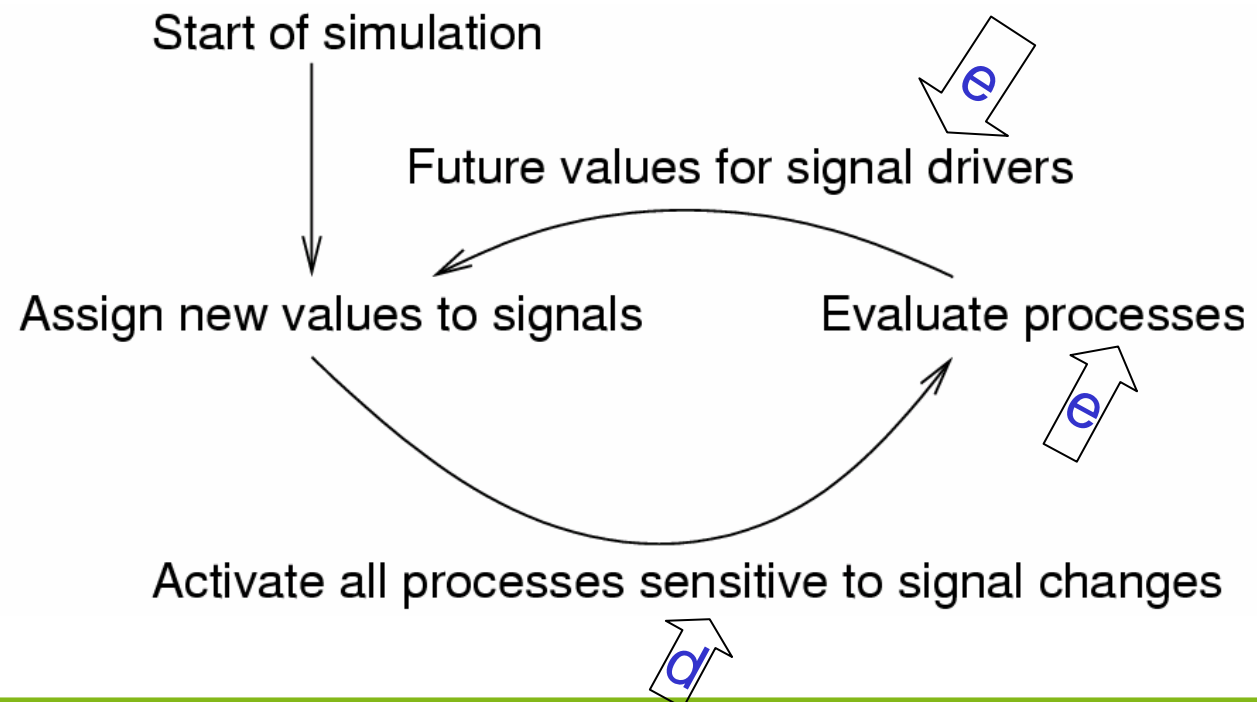 Start of simulation
e
Future values for signal drivers
Assign new values to signals
Evaluate processes
e
Activate all processes sensitive to signal changes
d